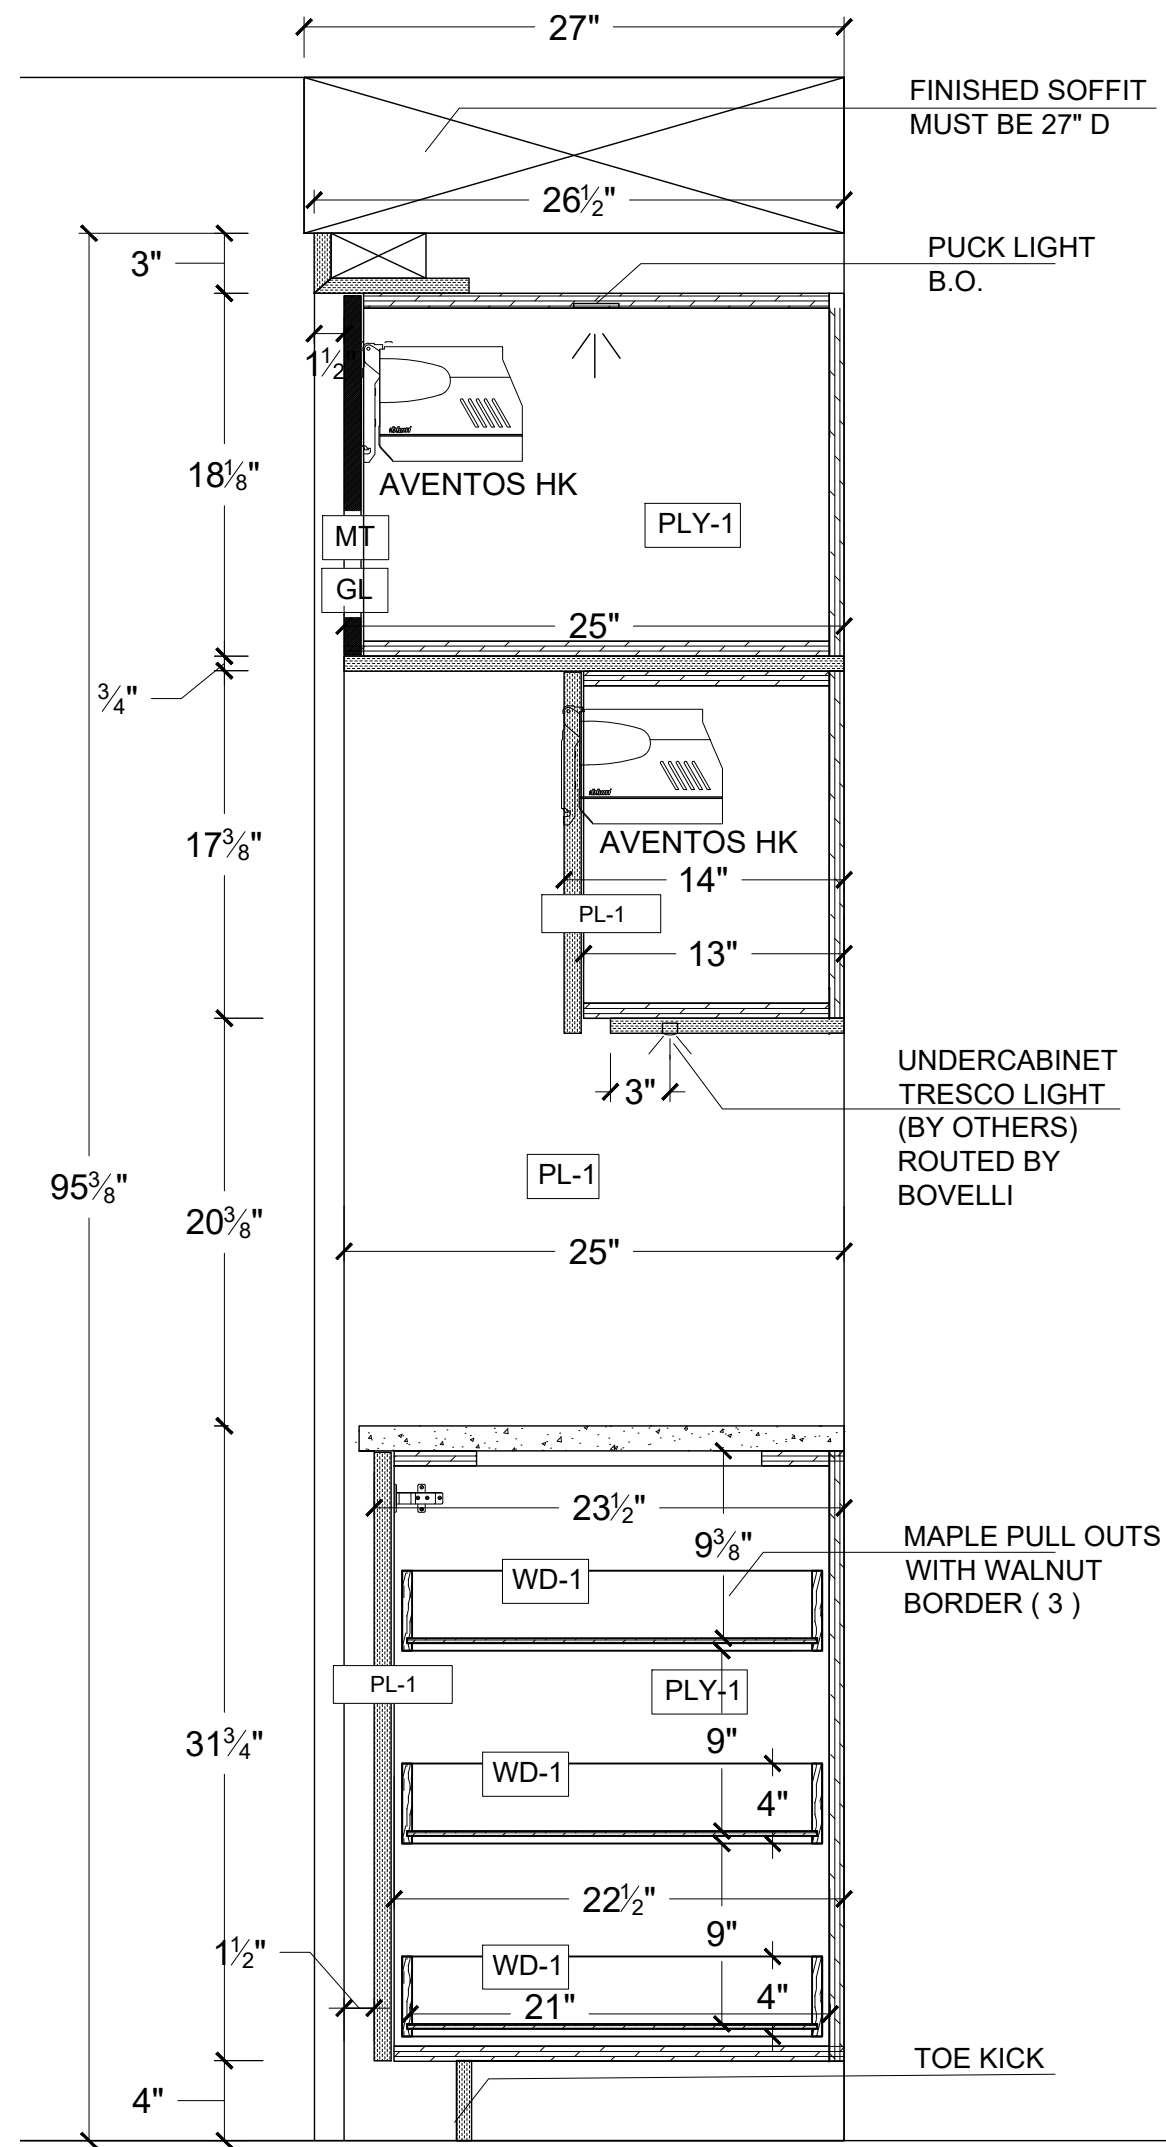 27"
FINISHED SOFFIT
MUST BE 27" D
26½"
3"
PUCK LIGHT
B.O.
1½"
18⅛"
AVENTOS HK
PLY-1
MT
GL
25"
¾"
17⅜"
AVENTOS HK
14"
PL-1
13"
3"
UNDERCABINET
TRESCO LIGHT
(BY OTHERS)
ROUTED BY
BOVELLI
PL-1
95⅜"
20⅜"
25"
23½"
9⅜"
MAPLE PULL OUTS
WITH WALNUT
BORDER ( 3 )
WD-1
PL-1
PLY-1
31¾"
9"
WD-1
4"
22½"
9"
1½"
WD-1
4"
21"
TOE KICK
4"